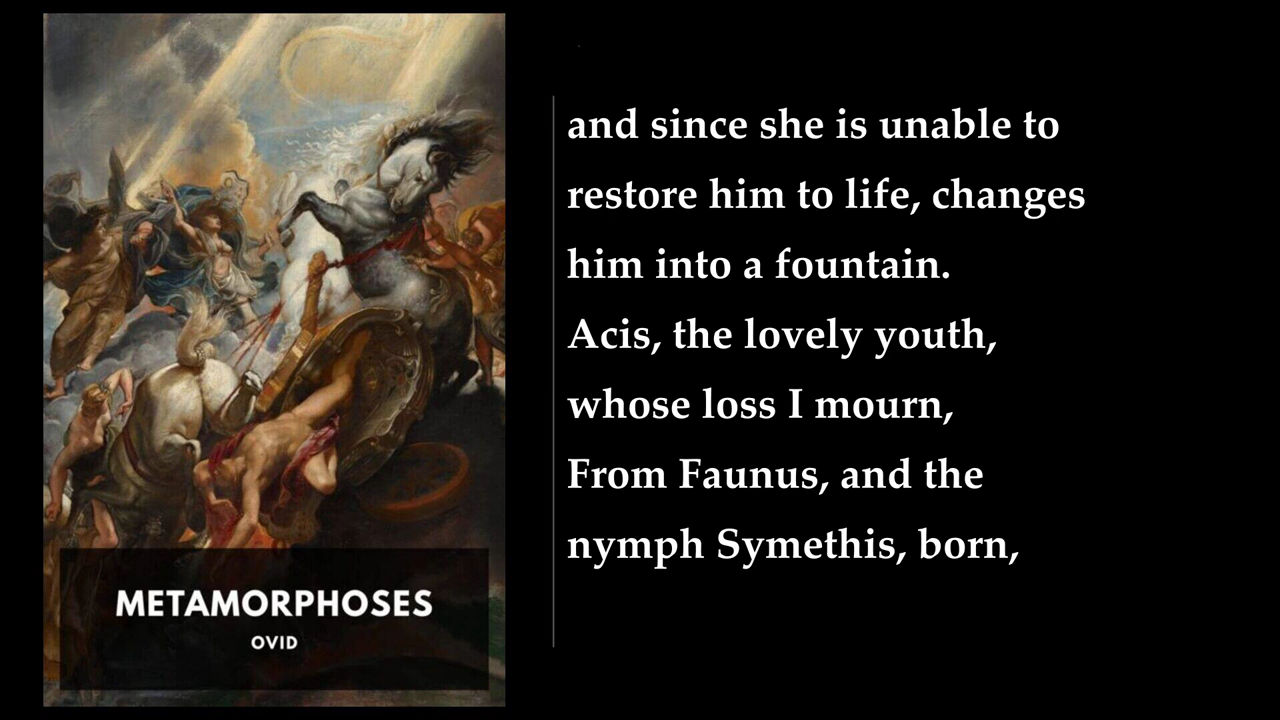 METAMORPHOSES
OVID
and since she is unable to
restore him to life, changes
him into a fountain.
Acis, the lovely youth,
whose loss I mourn,
From Faunus, and the
nymph Symethis, born,